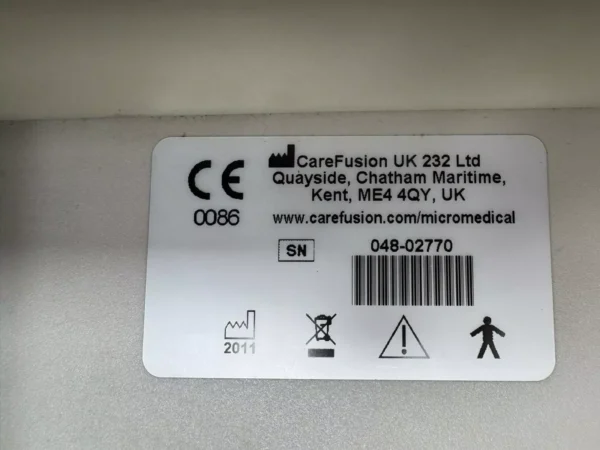 CE
0086
CareFusion UK 232 Ltd
Quayside, Chatham Maritime,
Kent, ME4 4QY, UK
www.carefusion.com/micromedical
SN
048-02770
2011